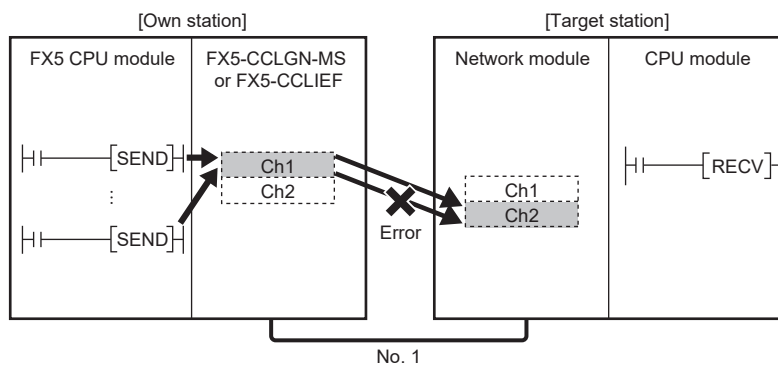 [Own station]
[Target station]
FX5 CPU module
FX5-CCLGN-MS
or FX5-CCLIEF
Network module
CPU module
[SEND]
⋮
[SEND]
Ch1
Ch2
Error
Ch1
Ch2
[RECV]
No. 1